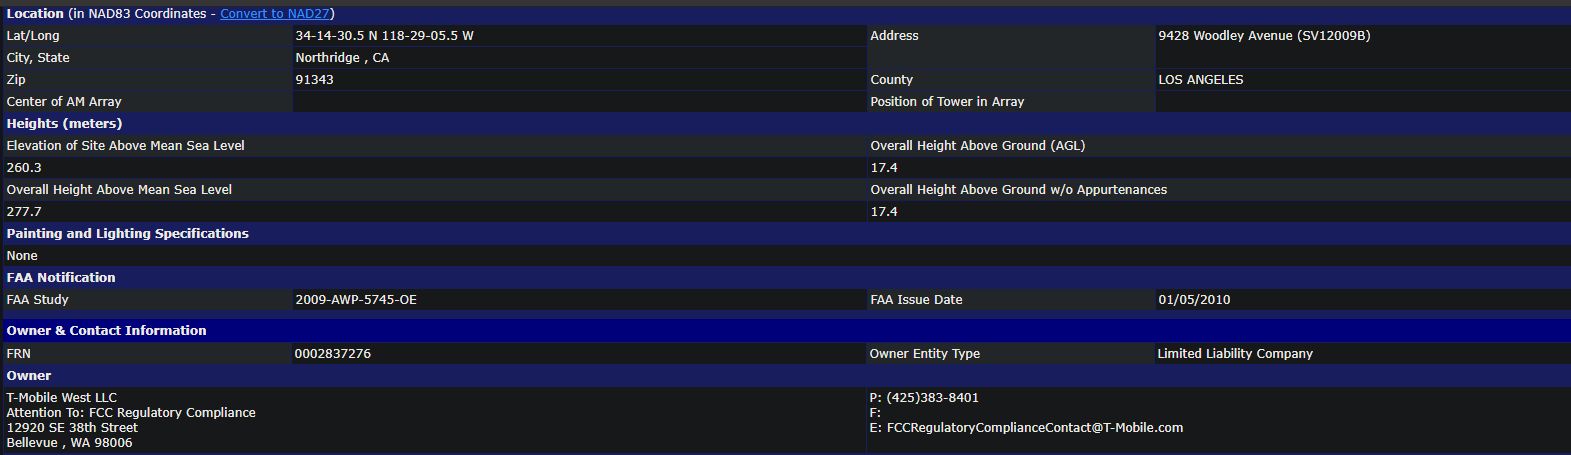 Location (in NAD83 Coordinates - Convert to NAD27)
Lat/Long 34-14-30.5 N 118-29-05.5 W Address 9428 Woodley Avenue (SV12009B)
City, State Northridge , CA
Zip 91343 County LOS ANGELES
Center of AM Array Position of Tower in Array
Heights (meters)
Elevation of Site Above Mean Sea Level Overall Height Above Ground (AGL)
260.3 17.4
Overall Height Above Mean Sea Level Overall Height Above Ground w/o Appurtenances
277.7 17.4
Painting and Lighting Specifications
None
FAA Notification
FAA Study 2009-AWP-5745-OE FAA Issue Date 01/05/2010
Owner & Contact Information
FRN 0002837276 Owner Entity Type Limited Liability Company
Owner
T-Mobile West LLC P: (425)383-8401
Attention To: FCC Regulatory Compliance F:
12920 SE 38th Street E: FCCRegulatoryComplianceContact@T-Mobile.com
Bellevue , WA 98006